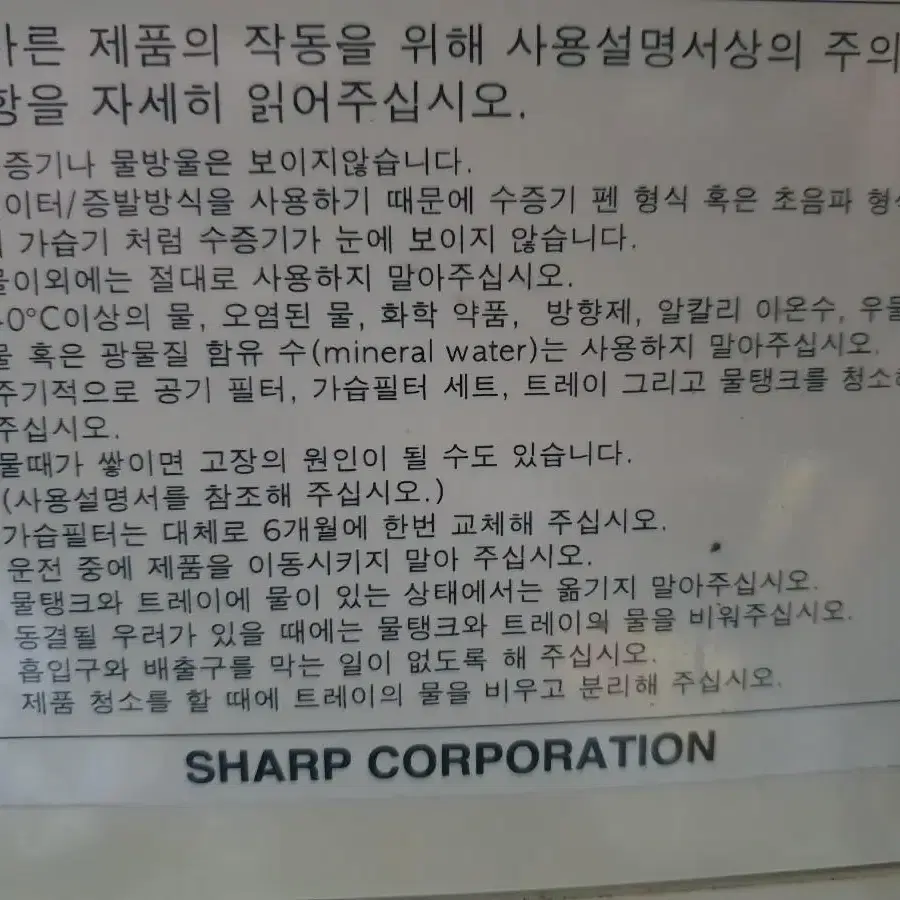 바른 제품의 작동을 위해 사용설명서상의 주의
항을 자세히 읽어주십시오.
증기나 물방울은 보이지않습니다.
이터/증발방식을 사용하기 때문에 수증기 펜 형식 혹은 초음파 형식
가습기 처럼 수증기가 눈에 보이지 않습니다.
물이외에는 절대로 사용하지 말아주십시오.
40°C이상의 물, 오염된 물, 화학 약품, 방향제, 알칼리 이온수, 우물
물 혹은 광물질 함유 수(mineral water)는 사용하지 말아주십시오.
주기적으로 공기 필터, 가습필터 세트, 트레이 그리고 물탱크를 청소해
주십시오.
물때가 쌓이면 고장의 원인이 될 수도 있습니다.
(사용설명서를 참조해 주십시오.)
가습필터는 대체로 6개월에 한번 교체해 주십시오.
운전 중에 제품을 이동시키지 말아 주십시오.
물탱크와 트레이에 물이 있는 상태에서는 옮기지 말아주십시오.
동결될 우려가 있을 때에는 물탱크와 트레이의 물을 비워주십시오.
흡입구와 배출구를 막는 일이 없도록 해 주십시오.
제품 청소를 할 때에 트레이의 물을 비우고 분리해 주십시오.
SHARP CORPORATION